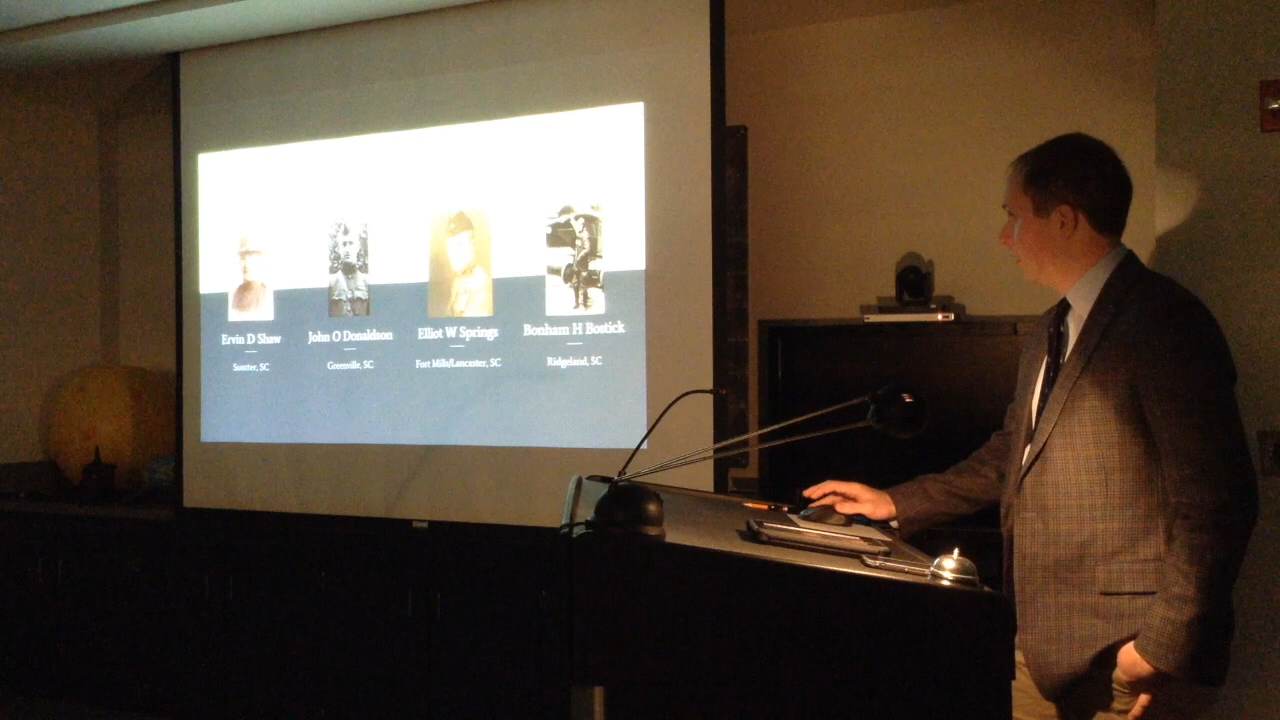 Ervin D Shaw
Sumter, SC
John O Donaldson
Greenville, SC
Elliot W Springs
Fort Mills/Lancaster, SC
Bonham H Bostick
Ridgeland, SC